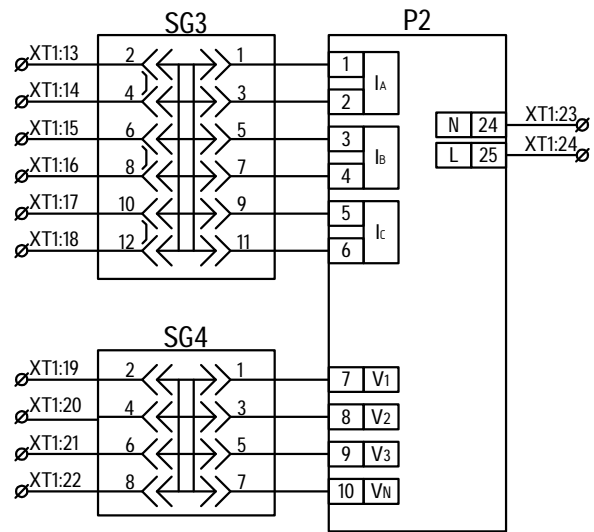 SG3 P2
XT1:13 2 1 1
IA
XT1:14 4 3 2
N 24 XT1:23
XT1:15 6 5 3
L 25 XT1:24
IB
XT1:16 8 7 4
XT1:17 10 9 5
IC
XT1:18 12 11 6
SG4
XT1:19 2 1 7 V1
XT1:20 4 3 8 V2
XT1:21 6 5 9 V3
XT1:22 8 7 10 VN